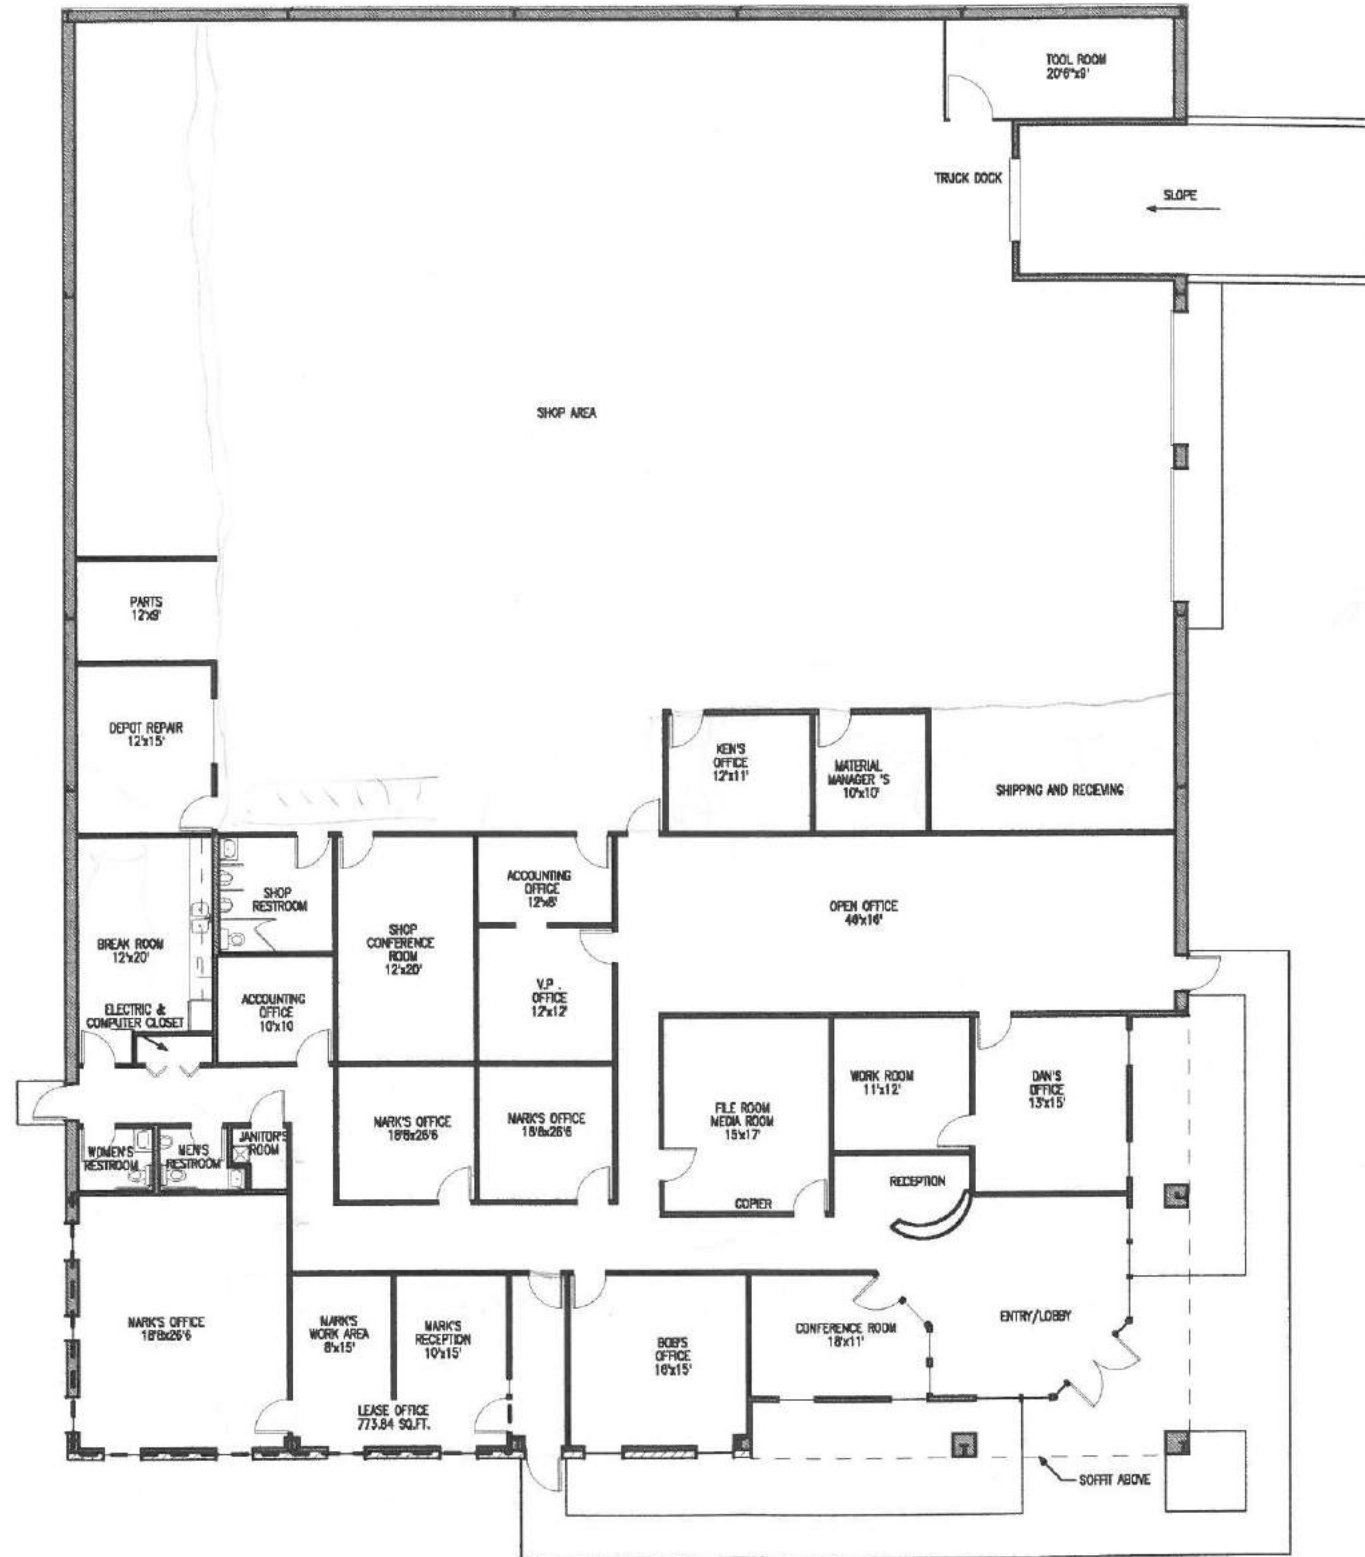 TOOL ROOM
20'6"x9'
TRUCK DOCK
SLOPE
SHOP AREA
PARTS
12'x9'
DEPOT REPAIR
12'x15'
KEN'S
OFFICE
12'x11'
MATERIAL
MANAGER 'S
10'x10'
SHIPPING AND RECIEVING
BREAK ROOM
12'x20'
SHOP
RESTROOM
SHOP
CONFERENCE
ROOM
12'x20'
ACCOUNTING
OFFICE
12'x8'
V.P .
OFFICE
12'x12'
OPEN OFFICE
46'x16'
ELECTRIC &
COMPUTER CLOSET
ACCOUNTING
OFFICE
10'x10
MARK'S OFFICE
18'8x26'6
MARK'S OFFICE
18'8x26'6
FILE ROOM
MEDIA ROOM
15'x17'
COPIER
WORK ROOM
11'x12'
DAN'S
OFFICE
13'x15'
WOMEN'S
RESTROOM
MEN'S
RESTROOM
JANITOR'S
ROOM
RECEPTION
MARK'S OFFICE
18'8x26'6
MARK'S
WORK AREA
8'x15'
MARK'S
RECEPTION
10'x15'
LEASE OFFICE
773.84 SQ.FT.
BOB'S
OFFICE
16'x15'
CONFERENCE ROOM
18'x11'
ENTRY/LOBBY
SOFFIT ABOVE